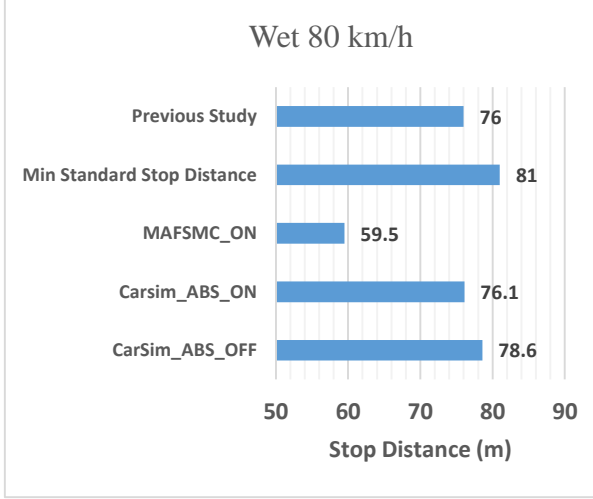 Wet 80 km/h
Previous Study 76
Min Standard Stop Distance 81
MAFSMC_ON 59.5
Carsim_ABS_ON 76.1
CarSim_ABS_OFF 78.6
50 60 70 80 90
Stop Distance (m)